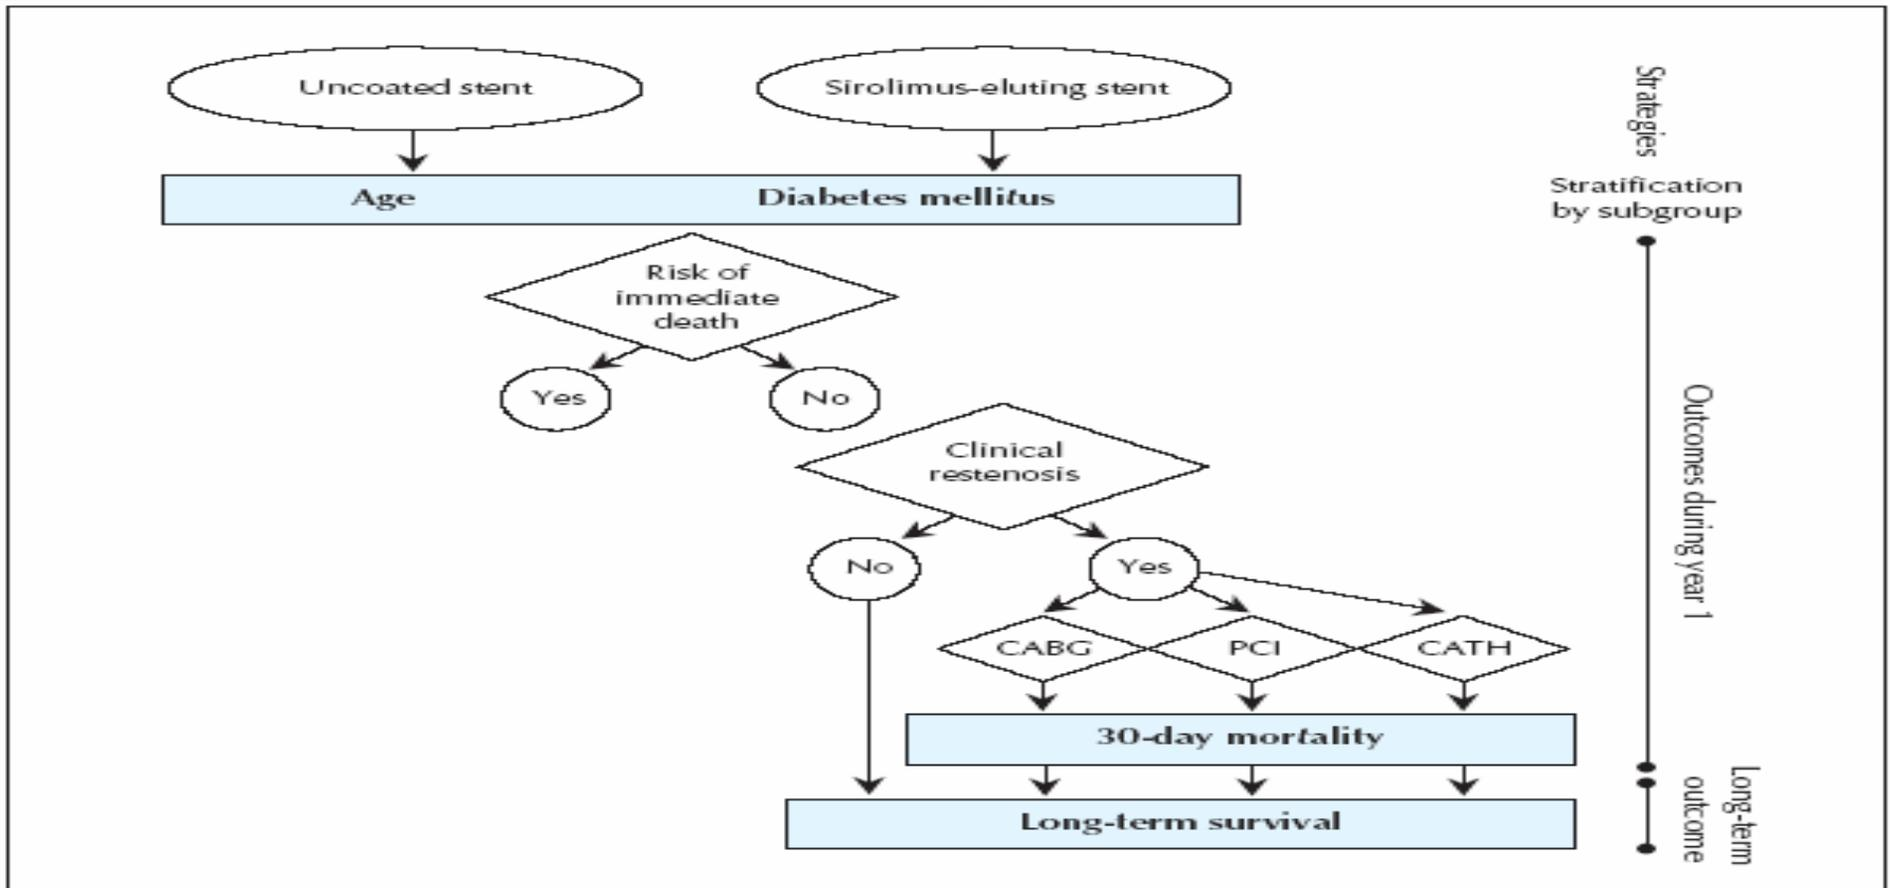 Uncoated stent
Sirolimus-eluting stent
Strategies
Age
Diabetes mellitus
Stratification
by subgroup
Risk of
immediate
death
Yes
No
Clinical
restenosis
Outcomes during year 1
No
Yes
CABG
PCI
CATH
30-day mortality
Long-term survival
Long-term
outcome